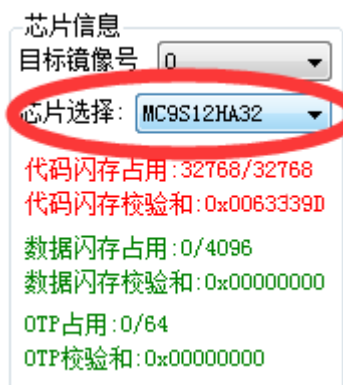 芯片信息
目标镜像号 0
芯片选择: MC9S12HA32
代码闪存占用:32768/32768
代码闪存校验和:0x0063339D
数据闪存占用:0/4096
数据闪存校验和:0x00000000
OTP占用:0/64
OTP校验和:0x00000000